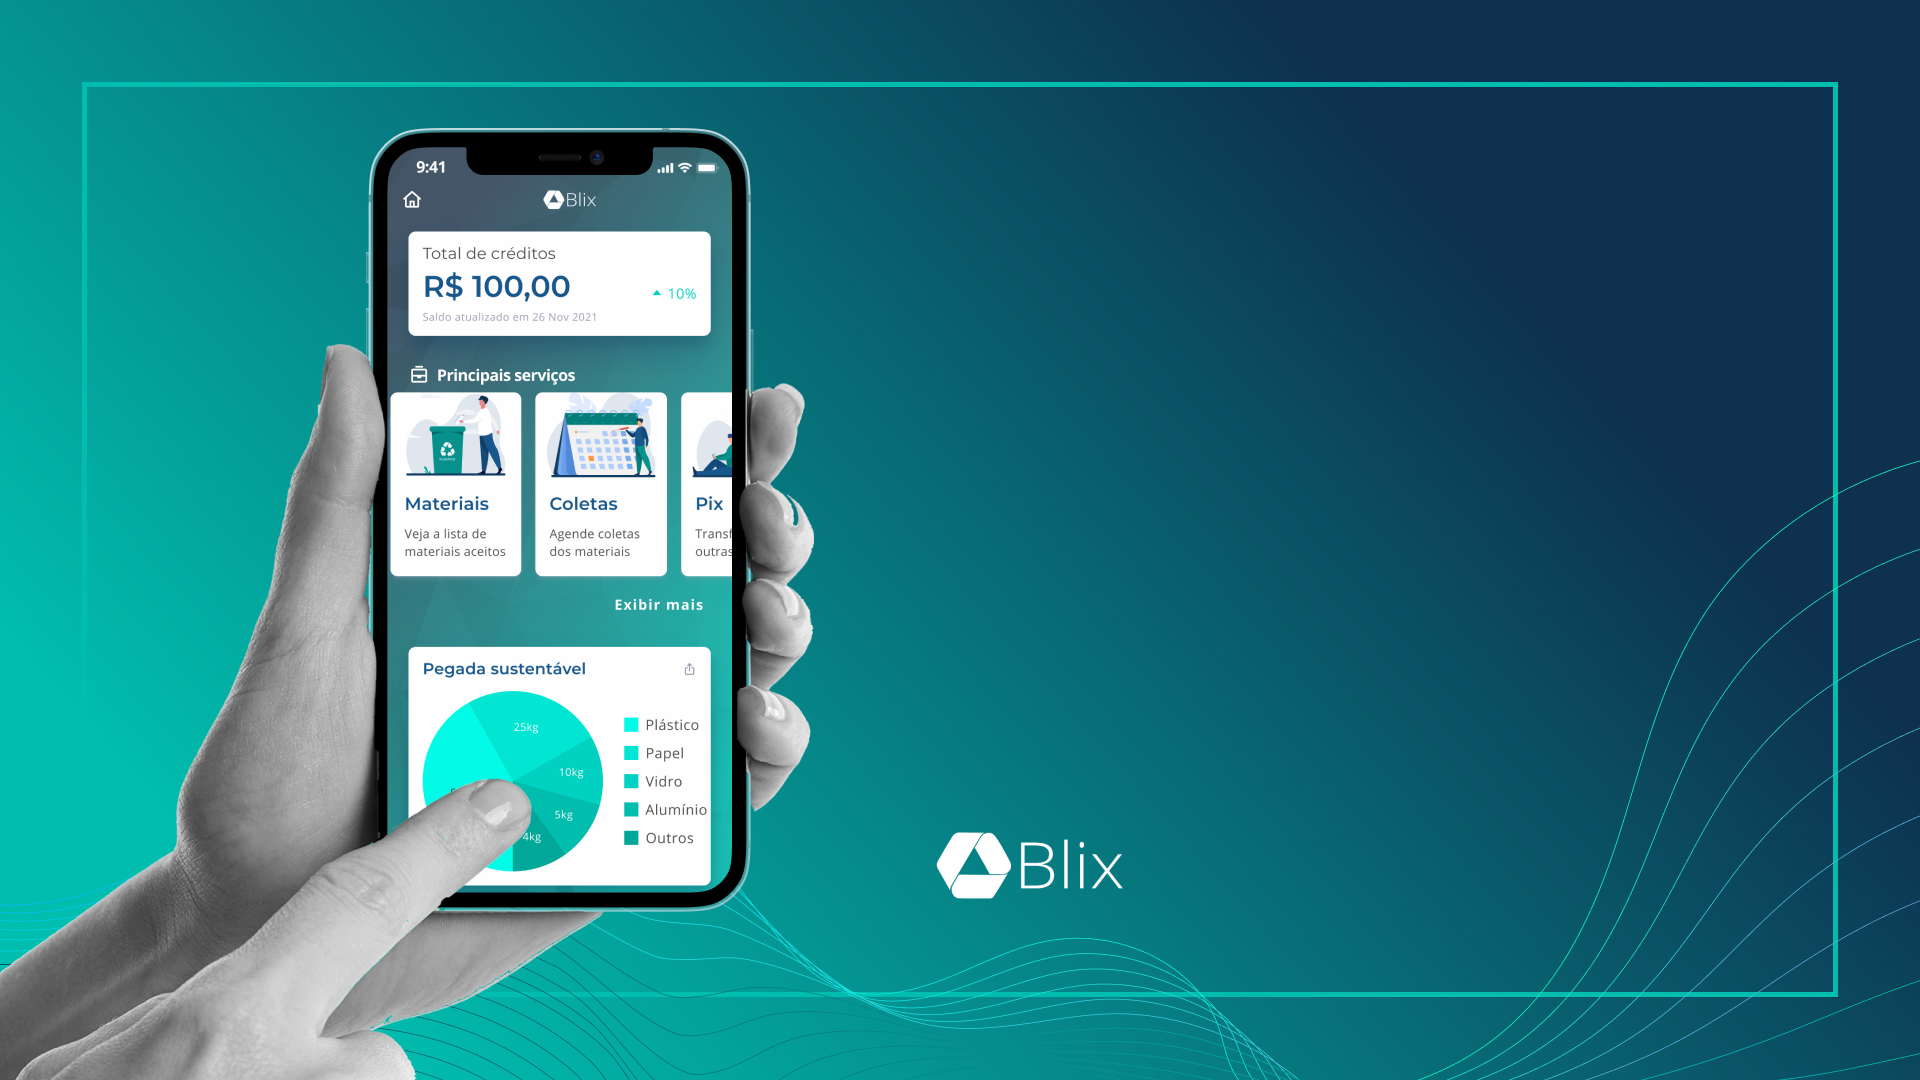 9:41
Blix
Total de créditos
R$ 100,00
10%
Saldo atualizado em 26 Nov 2021
Principais serviços
Materiais
Veja a lista de
materiais aceitos
Coletas
Agende coletas
dos materiais
Pix
Exibir mais
Pegada sustentável
25kg
10kg
5kg
4kg
Plástico
Papel
Vidro
Alumínio
Outros
Blix